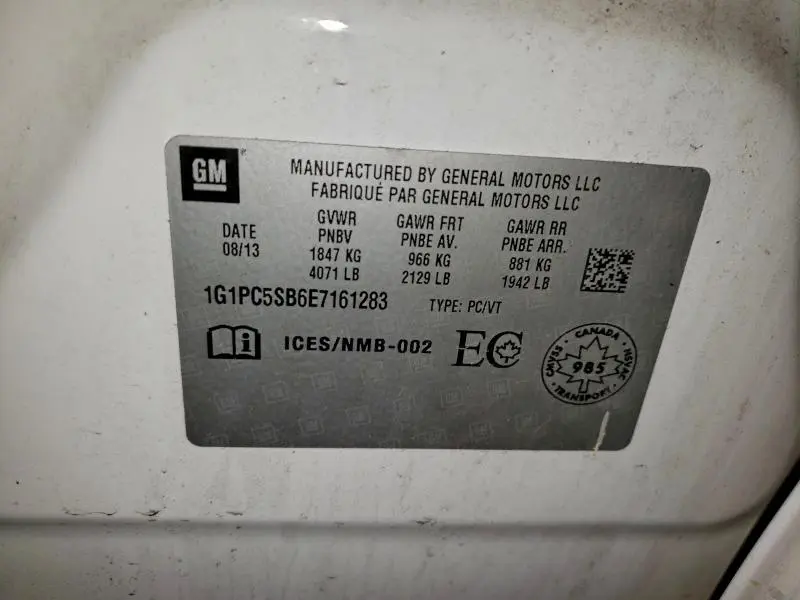 GM
MANUFACTURED BY GENERAL MOTORS LLC
FABRIQUÉ PAR GENERAL MOTORS LLC
DATE
08/13
GVWR
PNBV
1847 KG
4071 LB
GAWR FRT
PNBE AV.
966 KG
2129 LB
GAWR RR
PNBE ARR.
881 KG
1942 LB
1G1PC5SB6E7161283
TYPE: PC/VT
ICES/NMB-002
EC
CANADA
CMVSS
985
NSVAC
TRANSPORT